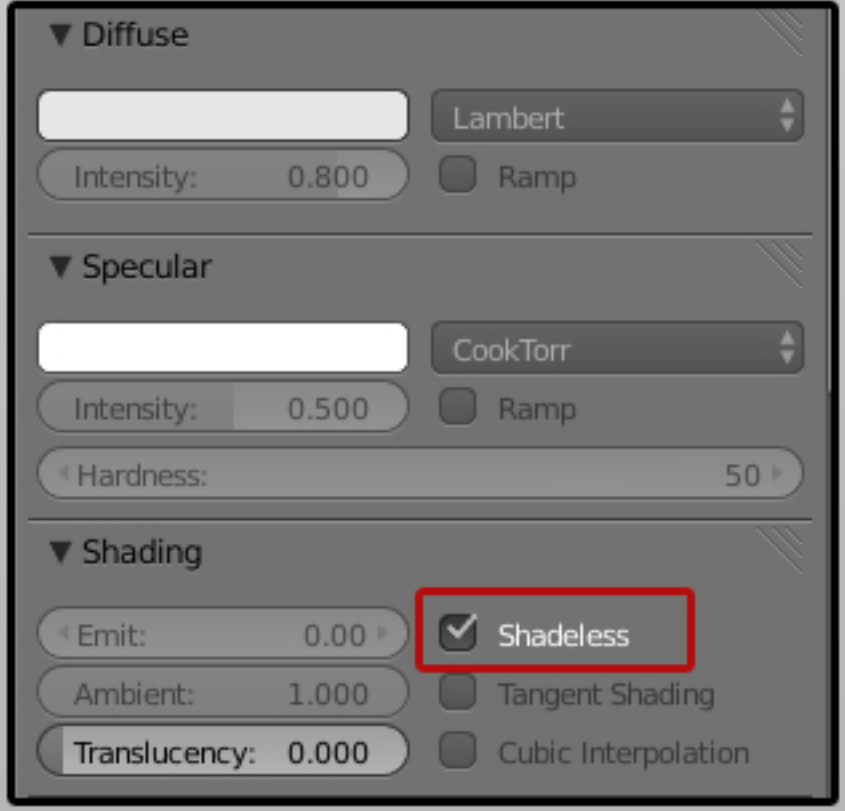 Diffuse
Lambert
Intensity: 0.800 Ramp
Specular
CookTorr
Intensity: 0.500 Ramp
Hardness: 50
Shading
Emit: 0.00 Shadeless
Ambient: 1.000 Tangent Shading
Translucency: 0.000 Cubic Interpolation